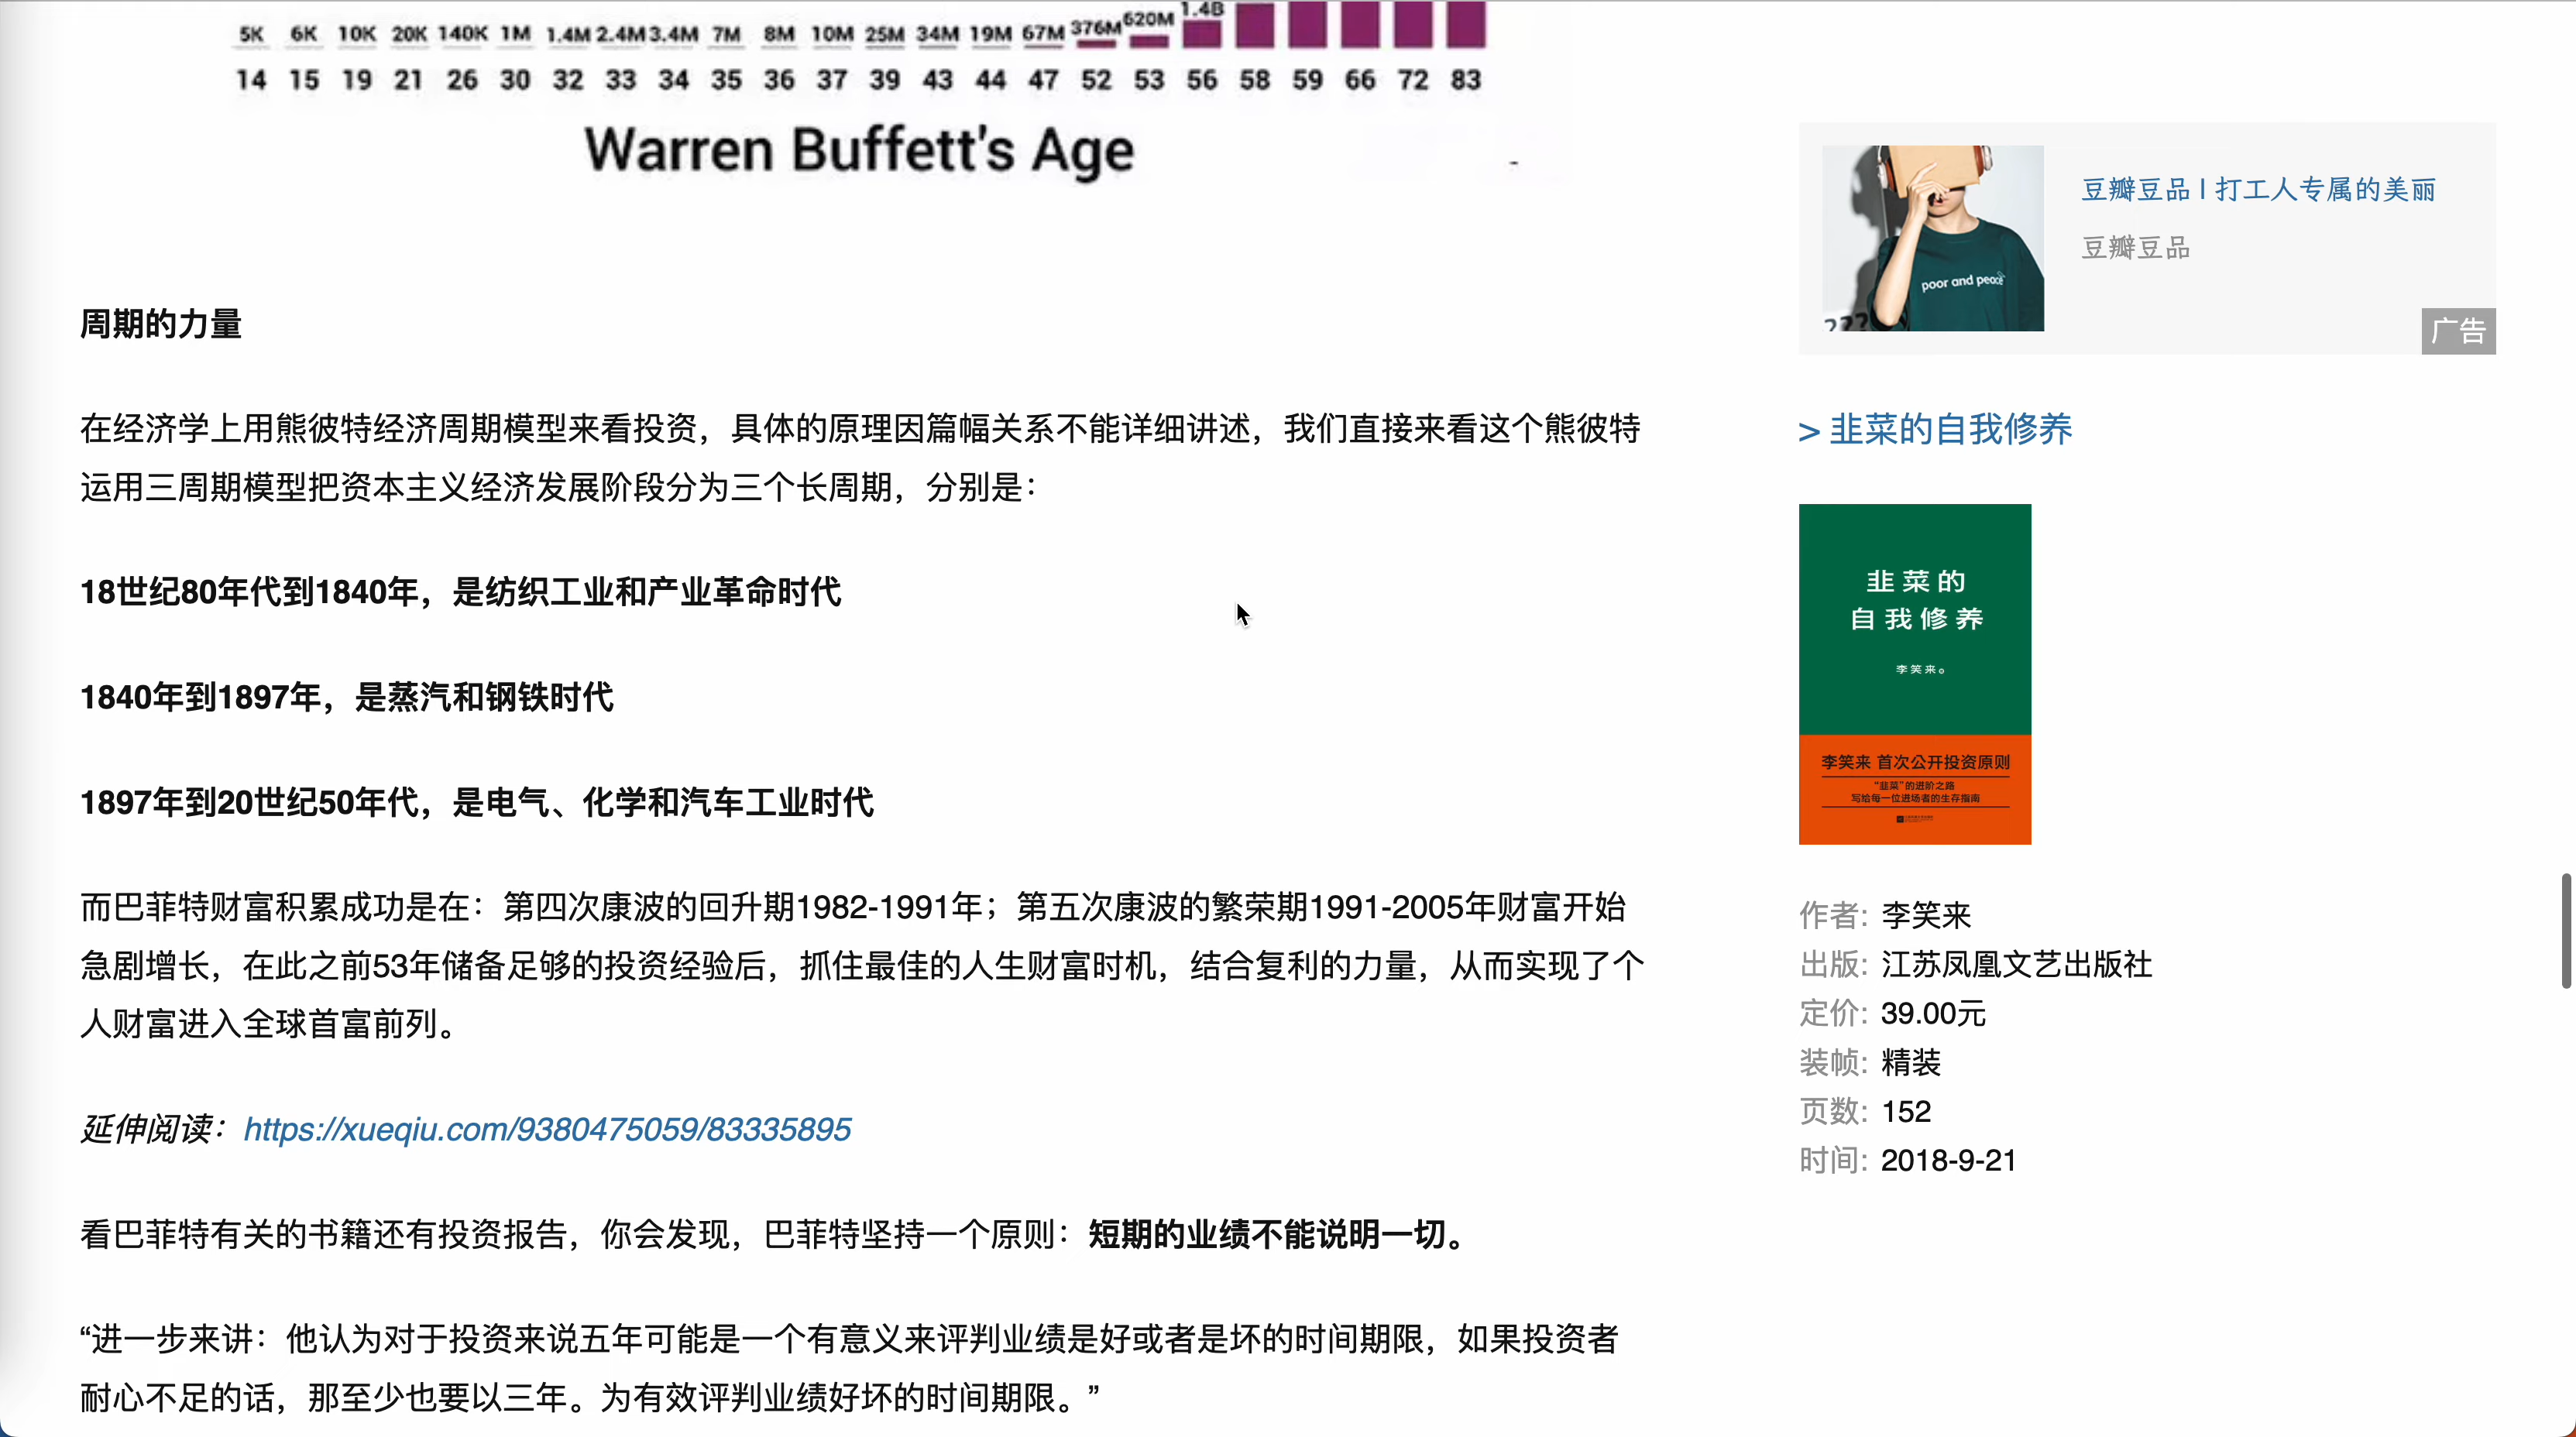 5K 6K 10K 20K 140K 1M 1.4M 2.4M 3.4M 7M 8M 10M 25M 34M 19M 67M 376M 620M 1.4B
14 15 19 21 26 30 32 33 34 35 36 37 39 43 44 47 52 53 56 58 59 66 72 83
Warren Buffett's Age
周期的力量
在经济学上用熊彼特经济周期模型来看投资，具体的原理因篇幅关系不能详细讲述，我们直接来看这个熊彼特
运用三周期模型把资本主义经济发展阶段分为三个长周期，分别是：
18世纪80年代到1840年，是纺织工业和产业革命时代
1840年到1897年，是蒸汽和钢铁时代
1897年到20世纪50年代，是电气、化学和汽车工业时代
而巴菲特财富积累成功是在：第四次康波的回升期1982-1991年；第五次康波的繁荣期1991-2005年财富开始
急剧增长，在此之前53年储备足够的投资经验后，抓住最佳的人生财富时机，结合复利的力量，从而实现了个
人财富进入全球首富前列。
延伸阅读：https://xueqiu.com/9380475059/83335895
看巴菲特有关的书籍还有投资报告，你会发现，巴菲特坚持一个原则：短期的业绩不能说明一切。
“进一步来讲：他认为对于投资来说五年可能是一个有意义来评判业绩是好或者是坏的时间期限，如果投资者
耐心不足的话，那至少也要以三年。为有效评判业绩好坏的时间期限。”
poor and peace
???
豆瓣豆品 | 打工人专属的美丽
豆瓣豆品
广告
> 韭菜的自我修养
韭菜的
自我修养
李笑来。
李笑来 首次公开投资原则
“韭菜”的进阶之路
写给每一位进场者的生存指南
作者: 李笑来
出版: 江苏凤凰文艺出版社
定价: 39.00元
装帧: 精装
页数: 152
时间: 2018-9-21